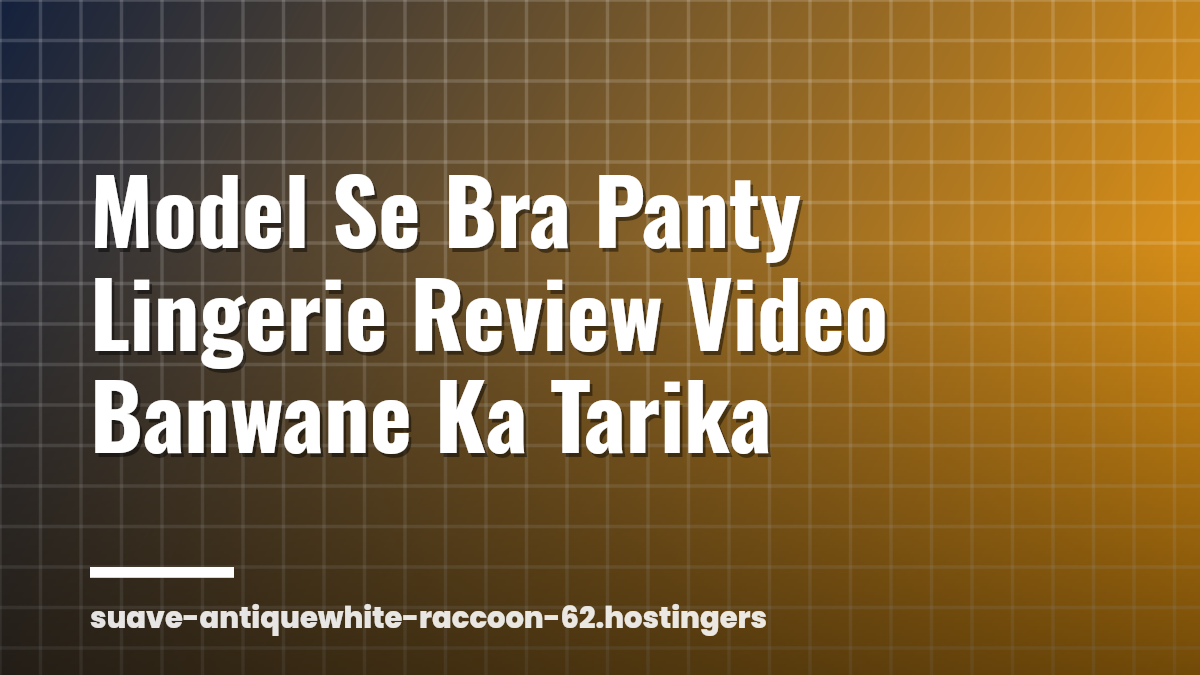 Model Se Bra Panty
Lingerie Review Video
Banwane Ka Tarika
suave-antiquewhite-raccoon-62.hostingers